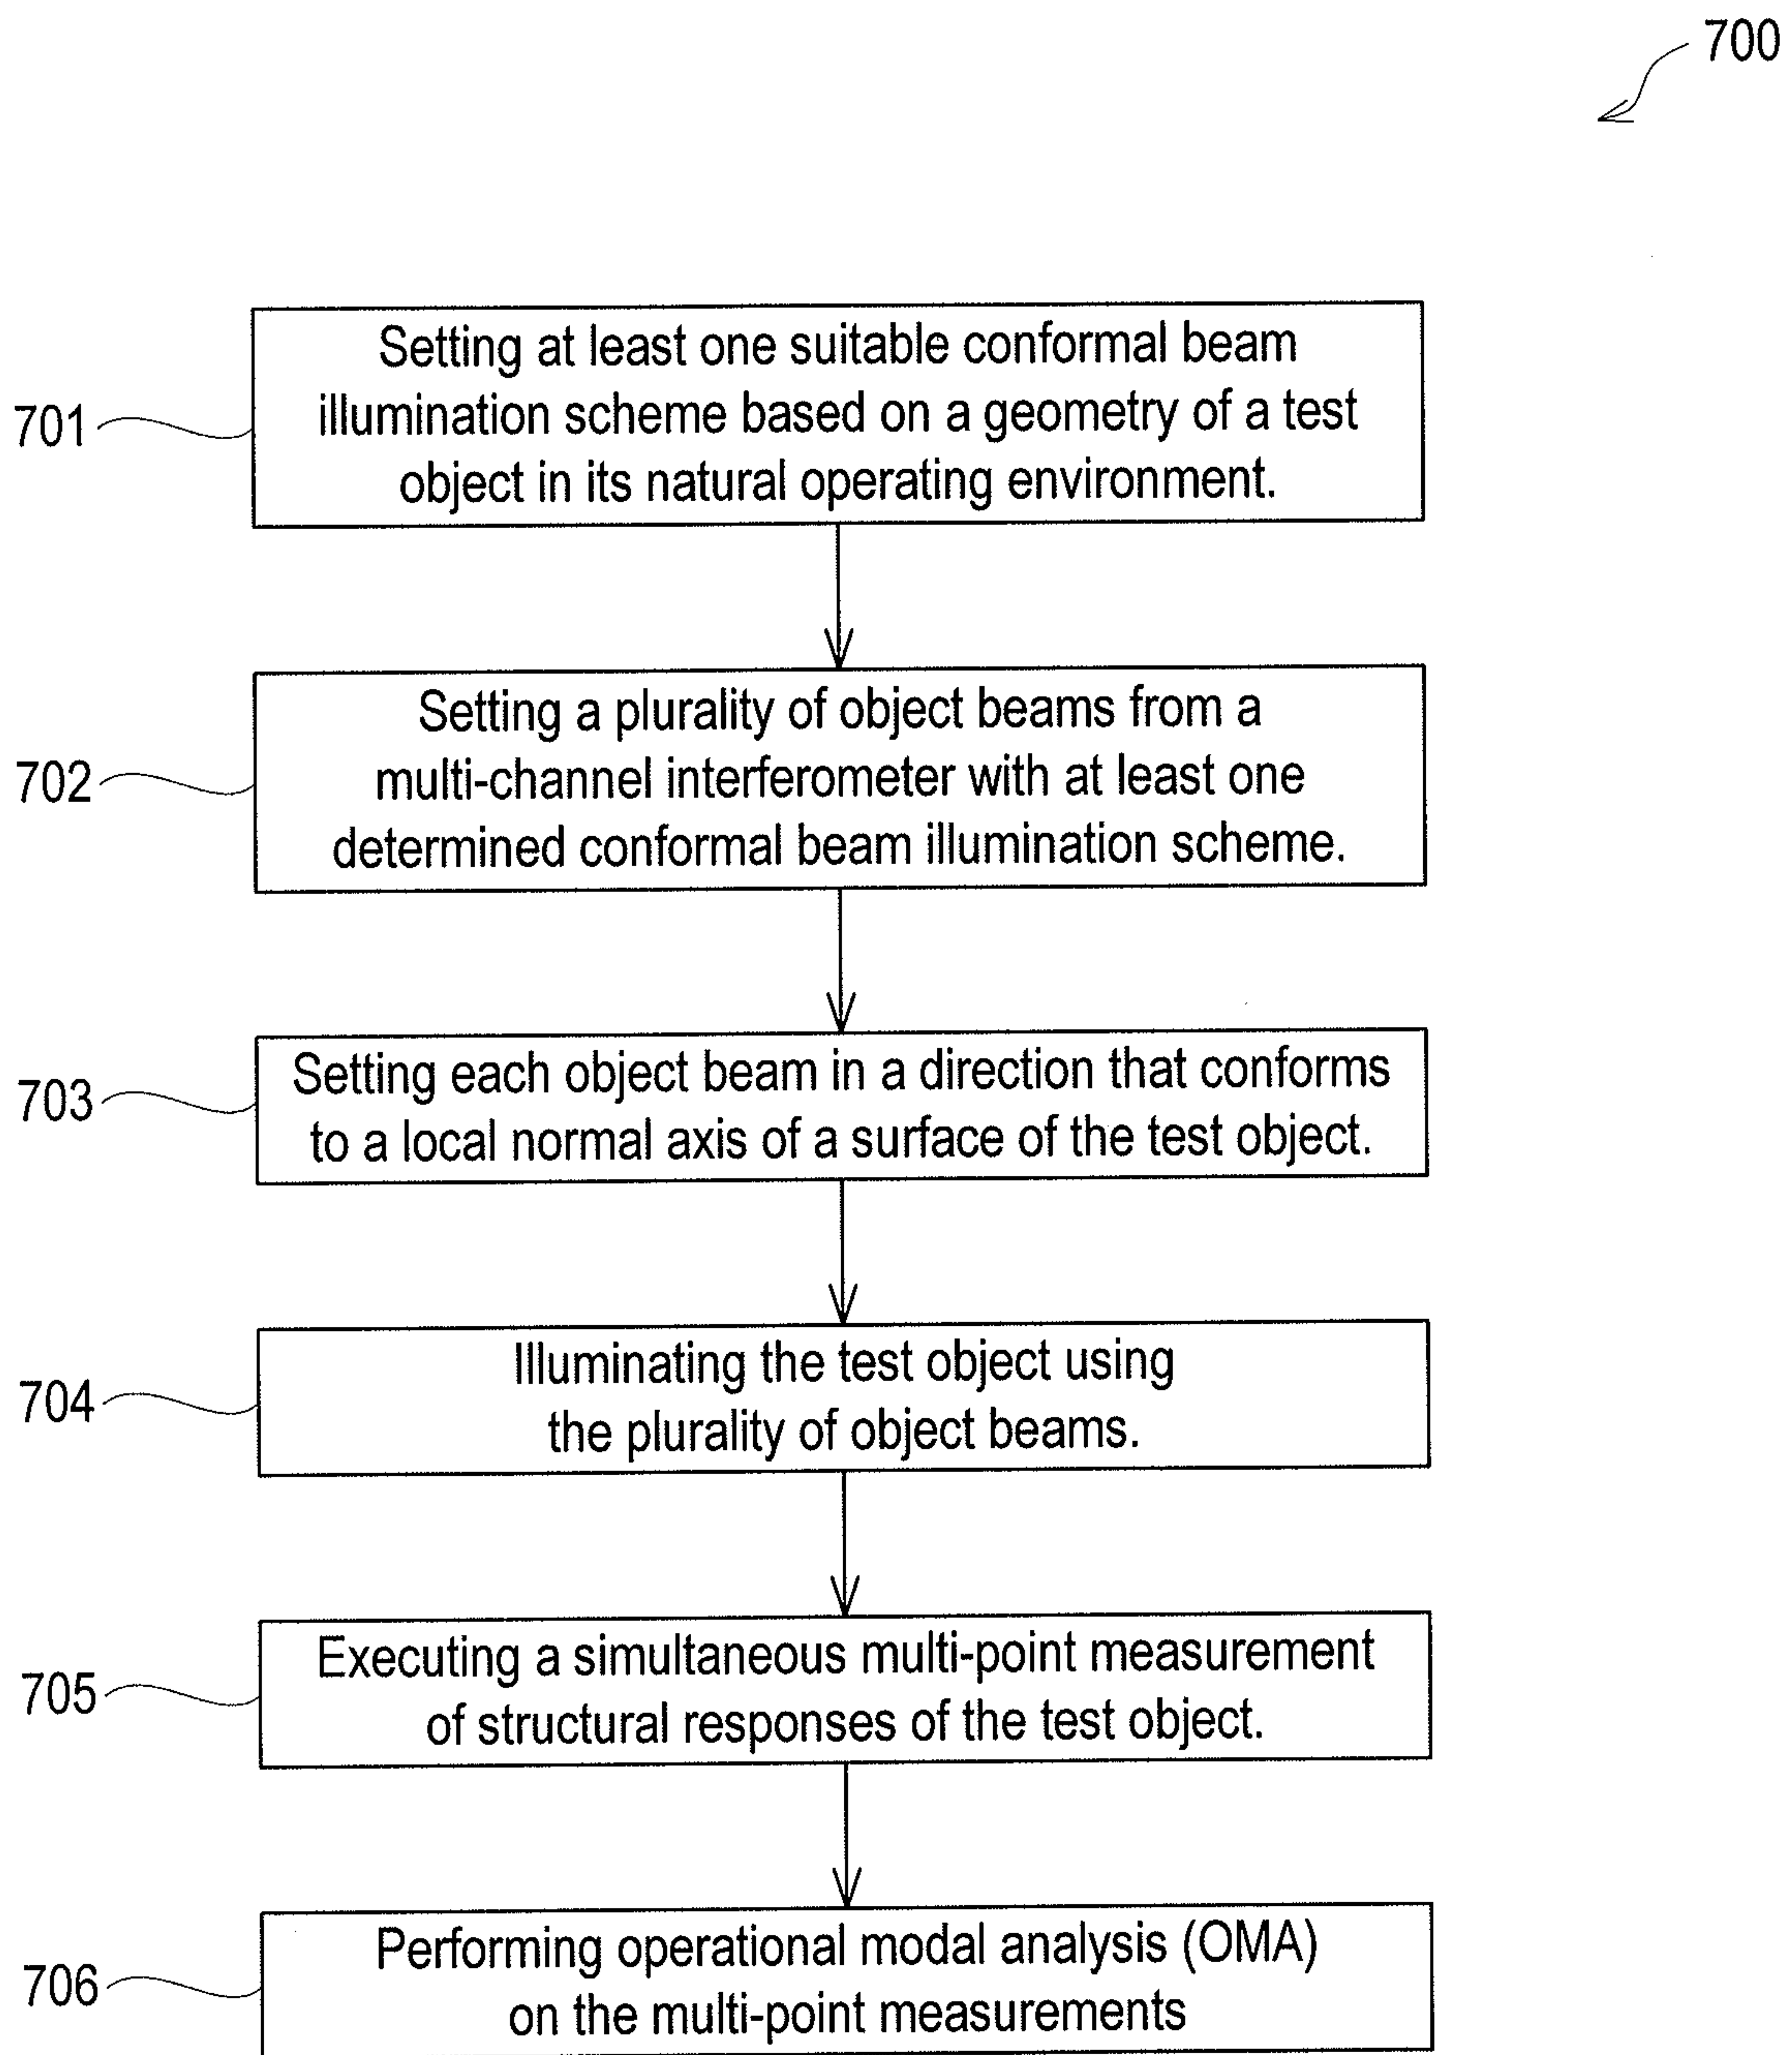 700
701
Setting at least one suitable conformal beam
illumination scheme based on a geometry of a test
object in its natural operating environment.
702
Setting a plurality of object beams from a
multi-channel interferometer with at least one
determined conformal beam illumination scheme.
703
Setting each object beam in a direction that conforms
to a local normal axis of a surface of the test object.
704
Illuminating the test object using
the plurality of object beams.
705
Executing a simultaneous multi-point measurement
of structural responses of the test object.
706
Performing operational modal analysis (OMA)
on the multi-point measurements